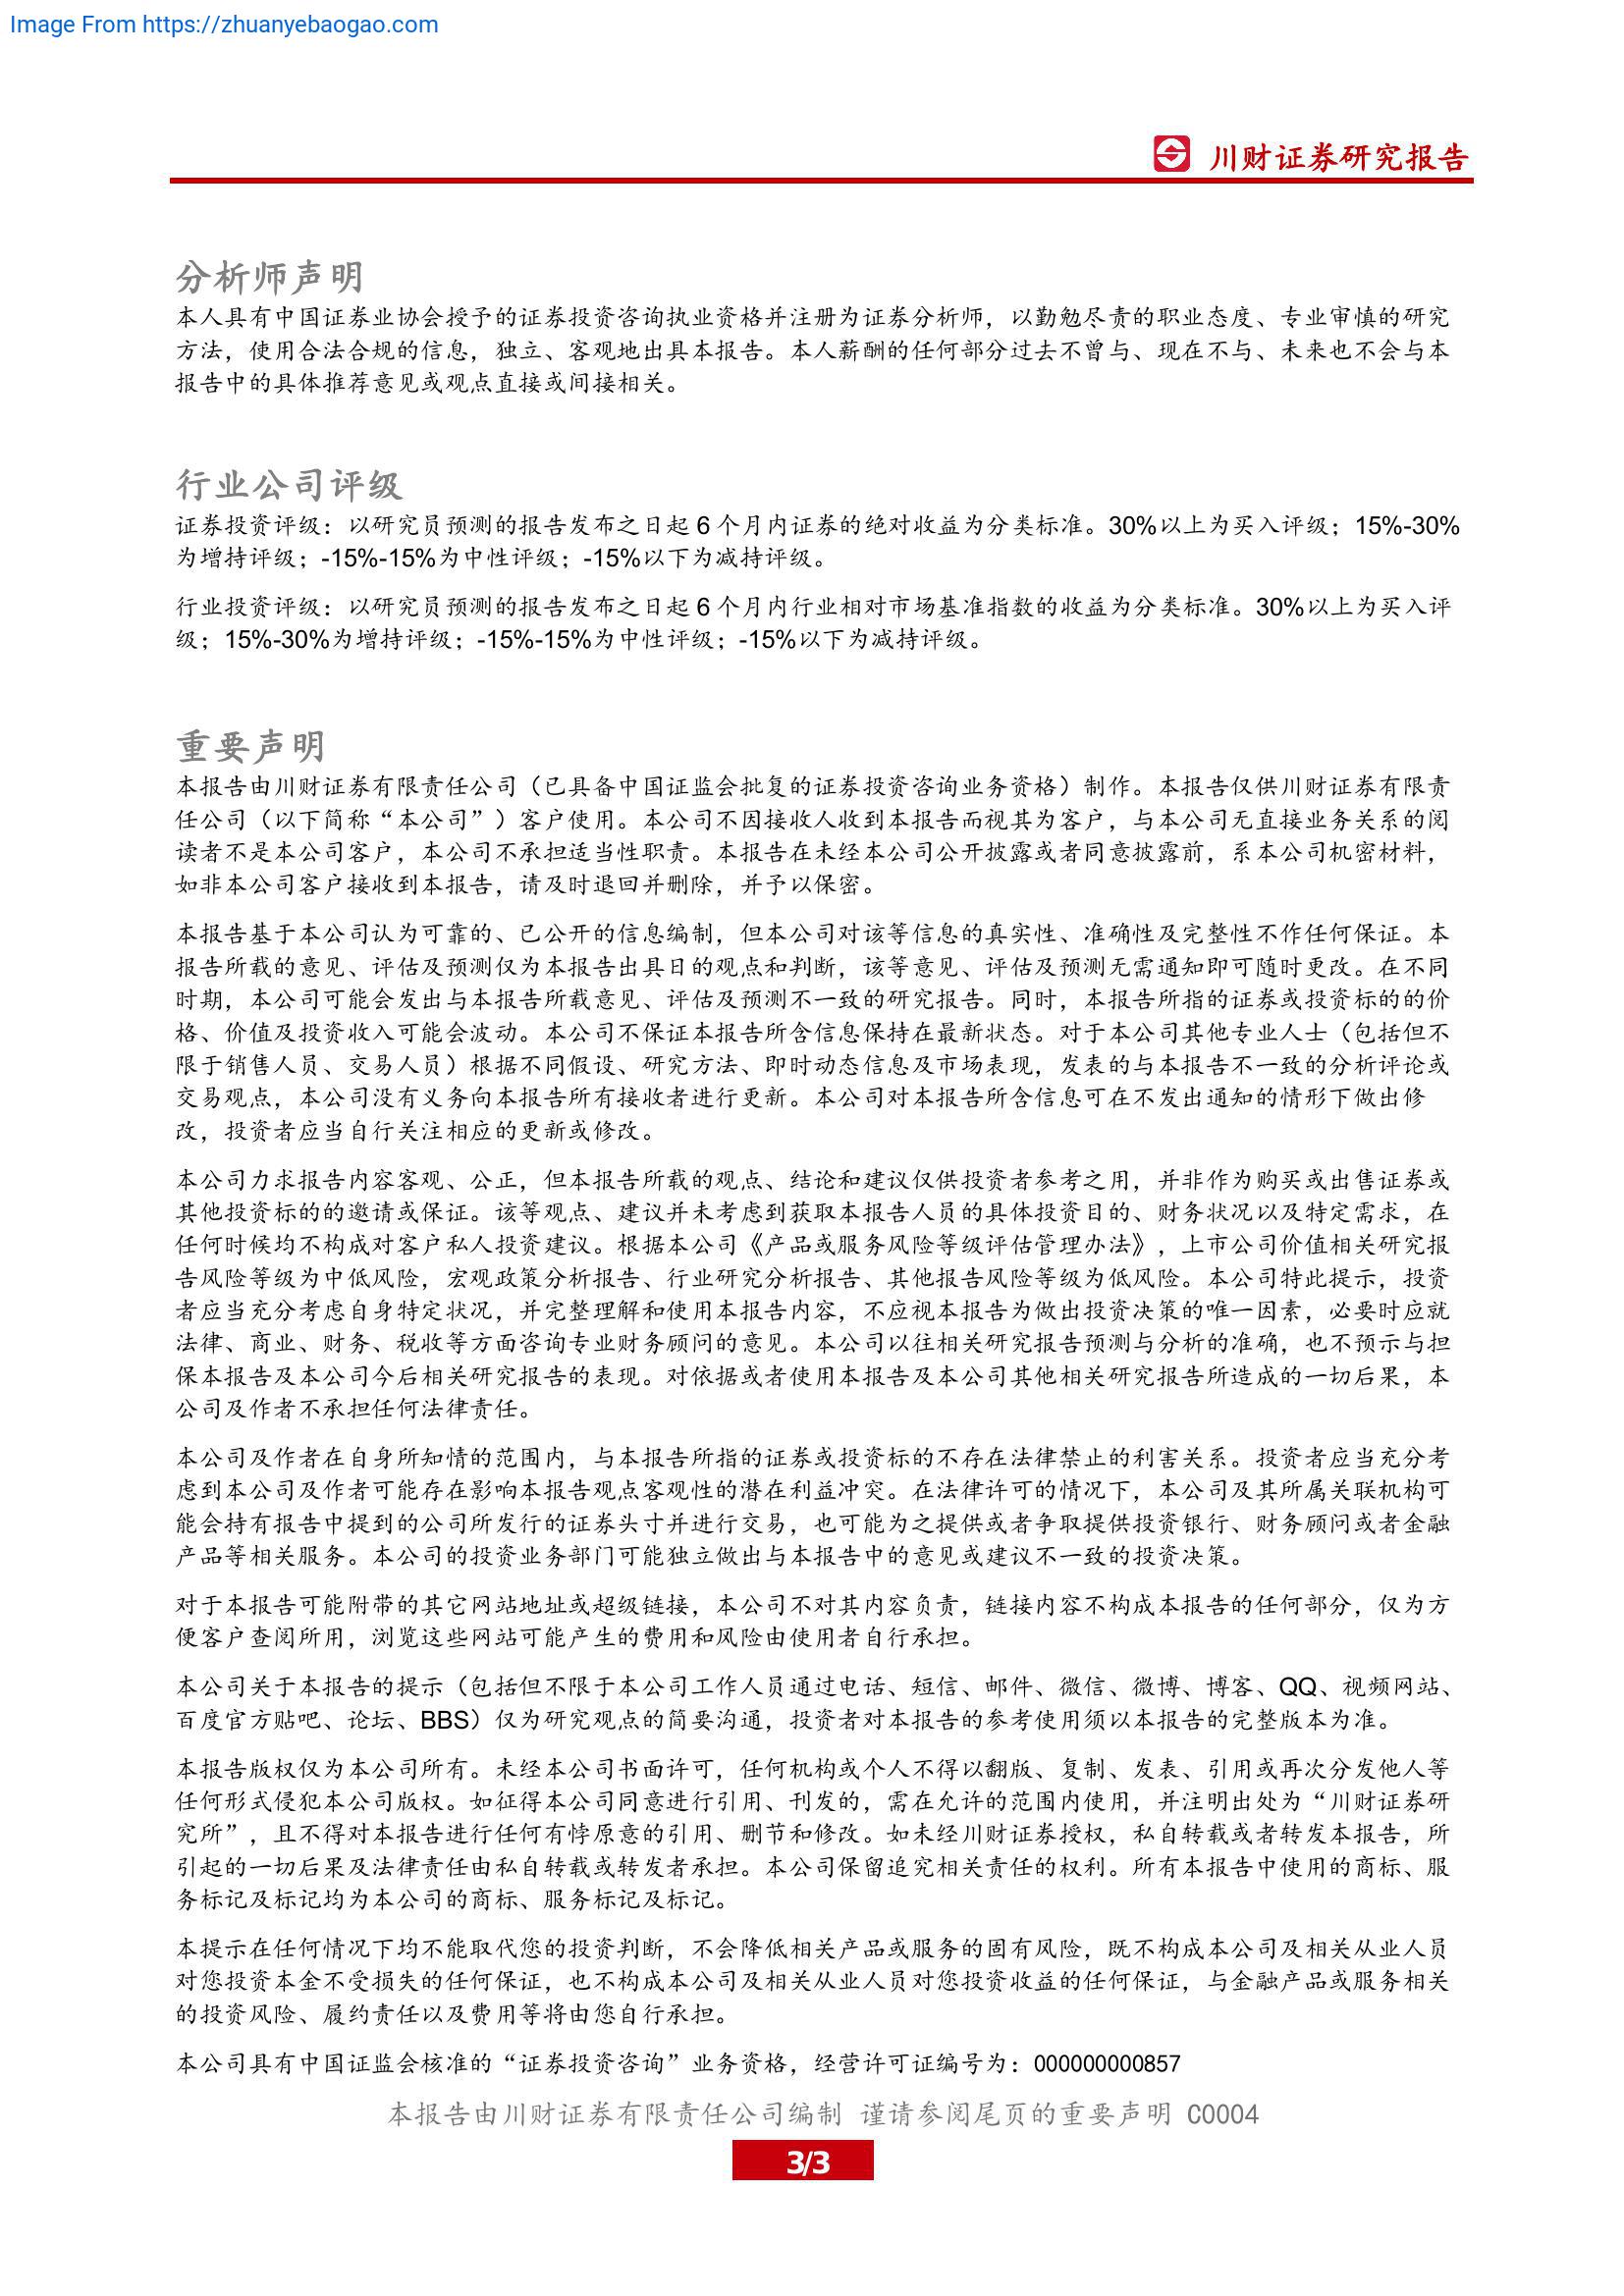 Image From https://zhuanyebaogao.com
川财证券研究报告
分析师声明
本人具有中国证券业协会授予的证券投资咨询执业资格并注册为证券分析师，以勤勉尽责的职业态度、专业审慎的研究
方法，使用合法合规的信息，独立、客观地出具本报告。本人薪酬的任何部分过去不曾与、现在不与、未来也不会与本
报告中的具体推荐意见或观点直接或间接相关。
行业公司评级
证券投资评级：以研究员预测的报告发布之日起 6 个月内证券的绝对收益为分类标准。30%以上为买入评级；15%-30%
为增持评级；-15%-15%为中性评级；-15%以下为减持评级。
行业投资评级：以研究员预测的报告发布之日起 6 个月内行业相对市场基准指数的收益为分类标准。30%以上为买入评
级；15%-30%为增持评级；-15%-15%为中性评级；-15%以下为减持评级。
重要声明
本报告由川财证券有限责任公司（已具备中国证监会批复的证券投资咨询业务资格）制作。本报告仅供川财证券有限责
任公司（以下简称“本公司”）客户使用。本公司不因接收人收到本报告而视其为客户，与本公司无直接业务关系的阅
读者不是本公司客户，本公司不承担适当性职责。本报告在未经本公司公开披露或者同意披露前，系本公司机密材料，
如非本公司客户接收到本报告，请及时退回并删除，并予以保密。
本报告基于本公司认为可靠的、已公开的信息编制，但本公司对该等信息的真实性、准确性及完整性不作任何保证。本
报告所载的意见、评估及预测仅为本报告出具日的观点和判断，该等意见、评估及预测无需通知即可随时更改。在不同
时期，本公司可能会发出与本报告所载意见、评估及预测不一致的研究报告。同时，本报告所指的证券或投资标的的价
格、价值及投资收入可能会波动。本公司不保证本报告所含信息保持在最新状态。对于本公司其他专业人士（包括但不
限于销售人员、交易人员）根据不同假设、研究方法、即时动态信息及市场表现，发表的与本报告不一致的分析评论或
交易观点，本公司没有义务向本报告所有接收者进行更新。本公司对本报告所含信息可在不发出通知的情形下做出修
改，投资者应当自行关注相应的更新或修改。
本公司力求报告内容客观、公正，但本报告所载的观点、结论和建议仅供投资者参考之用，并非作为购买或出售证券或
其他投资标的的邀请或保证。该等观点、建议并未考虑到获取本报告人员的具体投资目的、财务状况以及特定需求，在
任何时候均不构成对客户私人投资建议。根据本公司《产品或服务风险等级评估管理办法》，上市公司价值相关研究报
告风险等级为中低风险，宏观政策分析报告、行业研究分析报告、其他报告风险等级为低风险。本公司特此提示，投资
者应当充分考虑自身特定状况，并完整理解和使用本报告内容，不应视本报告为做出投资决策的唯一因素，必要时应就
法律、商业、财务、税收等方面咨询专业财务顾问的意见。本公司以往相关研究报告预测与分析的准确，也不预示与担
保本报告及本公司今后相关研究报告的表现。对依据或者使用本报告及本公司其他相关研究报告所造成的一切后果，本
公司及作者不承担任何法律责任。
本公司及作者在自身所知情的范围内，与本报告所指的证券或投资标的不存在法律禁止的利害关系。投资者应当充分考
虑到本公司及作者可能存在影响本报告观点客观性的潜在利益冲突。在法律许可的情况下，本公司及其所属关联机构可
能会持有报告中提到的公司所发行的证券头寸并进行交易，也可能为之提供或者争取提供投资银行、财务顾问或者金融
产品等相关服务。本公司的投资业务部门可能独立做出与本报告中的意见或建议不一致的投资决策。
对于本报告可能附带的其它网站地址或超级链接，本公司不对其内容负责，链接内容不构成本报告的任何部分，仅为方
便客户查阅所用，浏览这些网站可能产生的费用和风险由使用者自行承担。
本公司关于本报告的提示（包括但不限于本公司工作人员通过电话、短信、邮件、微信、微博、博客、QQ、视频网站、
百度官方贴吧、论坛、BBS）仅为研究观点的简要沟通，投资者对本报告的参考使用须以本报告的完整版本为准。
本报告版权仅为本公司所有。未经本公司书面许可，任何机构或个人不得以翻版、复制、发表、引用或再次分发他人等
任何形式侵犯本公司版权。如征得本公司同意进行引用、刊发的，需在允许的范围内使用，并注明出处为“川财证券研
究所”，且不得对本报告进行任何有悖原意的引用、删节和修改。如未经川财证券授权，私自转载或者转发本报告，所
引起的一切后果及法律责任由私自转载或转发者承担。本公司保留追究相关责任的权利。所有本报告中使用的商标、服
务标记及标记均为本公司的商标、服务标记及标记。
本提示在任何情况下均不能取代您的投资判断，不会降低相关产品或服务的固有风险，既不构成本公司及相关从业人员
对您投资本金不受损失的任何保证，也不构成本公司及相关从业人员对您投资收益的任何保证，与金融产品或服务相关
的投资风险、履约责任以及费用等将由您自行承担。
本公司具有中国证监会核准的“证券投资咨询”业务资格，经营许可证编号为：000000000857
本报告由川财证券有限责任公司编制 谨请参阅尾页的重要声明 C0004
3/3